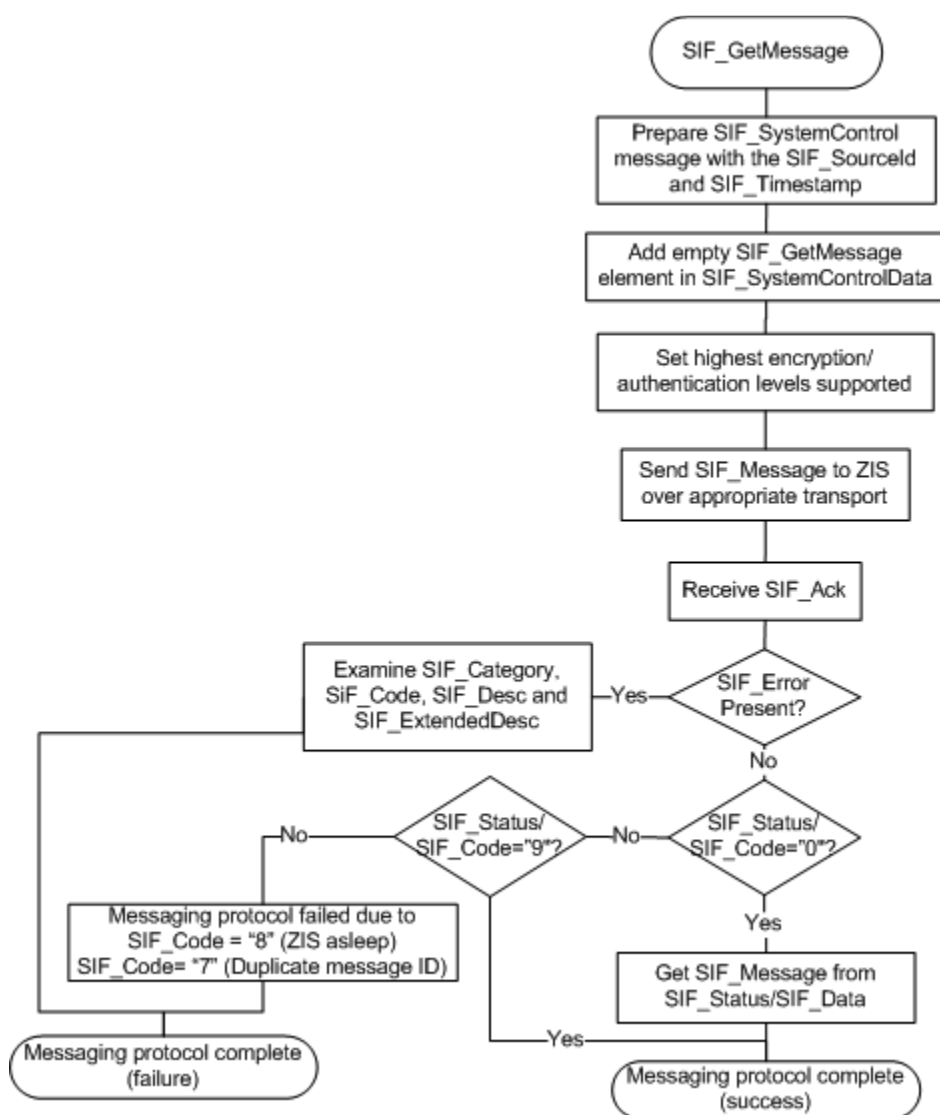 SIF_GetMessage
Prepare SIF_SystemControl
message with the SIF_SourceId
and SIF_Timestamp
Add empty SIF_GetMessage
element in SIF_SystemControlData
Set highest encryption/
authentication levels supported
Send SIF_Message to ZIS
over appropriate transport
Receive SIF_Ack
Examine SIF_Category,
SiF_Code, SIF_Desc and
SIF_ExtendedDesc
Yes
SIF_Error
Present?
No
No
SIF_Status/
SIF_Code="9"?
No
SIF_Status/
SIF_Code="0"?
Messaging protocol failed due to
SIF_Code = “8” (ZIS asleep)
SIF_Code= “7” (Duplicate message ID)
Yes
Get SIF_Message from
SIF_Status/SIF_Data
Yes
Messaging protocol complete
(failure)
Messaging protocol complete
(success)